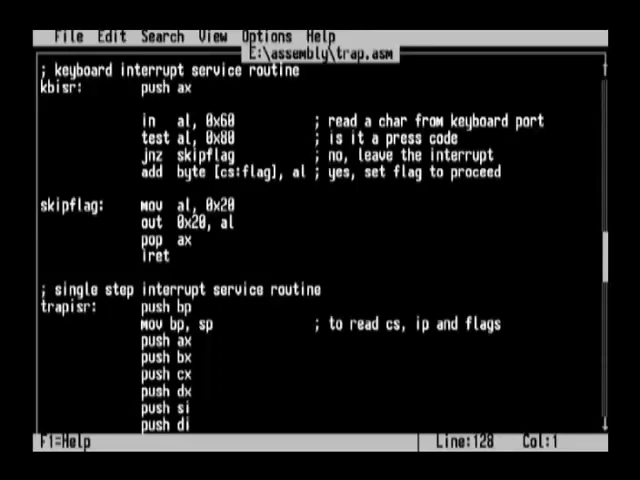 File Edit Search View Options Help
E:\assembly\trap.asm
; keyboard interrupt service routine
kbisr: push ax
in al, 0x60 ; read a char from keyboard port
test al, 0x80 ; is it a press code
jnz skipflag ; no, leave the interrupt
add byte [cs:flag], al ; yes, set flag to proceed
skipflag: mov al, 0x20
out 0x20, al
pop ax
iret
; single step interrupt service routine
trapisr: push bp
mov bp, sp ; to read cs, ip and flags
push ax
push bx
push cx
push dx
push si
push di
F1=Help Line:128 Col:1